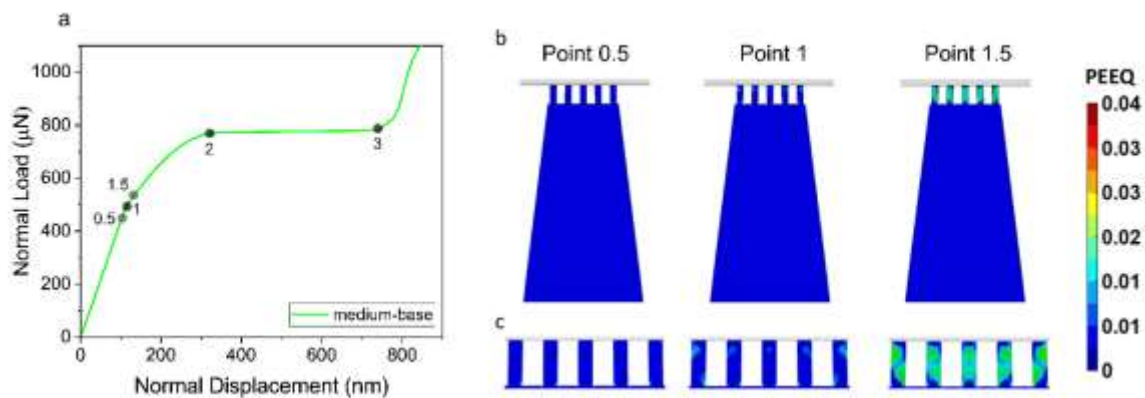 a
1000
800
600
400
200
0
Normal Load (μN)
0.5
1
1.5
2
3
medium-base
0 200 400 600 800
Normal Displacement (nm)
b
Point 0.5 Point 1 Point 1.5
c
PEEQ
0.04
0.03
0.03
0.02
0.02
0.01
0.01
0